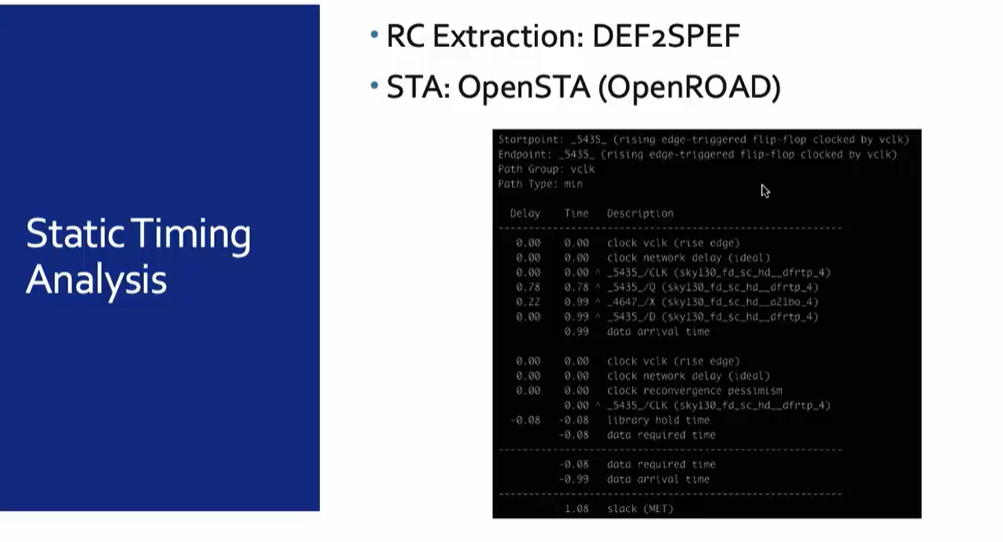 • RC Extraction: DEF2SPEF
• STA: OpenSTA (OpenROAD)
Static Timing
Analysis
Startpoint: _5435_ (rising edge-triggered flip-flop clocked by vclk)
Endpoint: _5435_ (rising edge-triggered flip-flop clocked by vclk)
Path Group: vclk
Path Type: min
Delay Time Description
0.00 0.00 clock vclk (rise edge)
0.00 0.00 clock network delay (ideal)
0.00 0.00 ^ _5435_/CLK (sky130_fd_sc_hd__dfrtp_4)
0.78 0.78 ^ _5435_/Q (sky130_fd_sc_hd__dfrtp_4)
0.22 0.99 ^ _4647_/X (sky130_fd_sc_hd__a21bo_4)
0.00 0.99 ^ _5435_/D (sky130_fd_sc_hd__dfrtp_4)
0.99 data arrival time
0.00 0.00 clock vclk (rise edge)
0.00 0.00 clock network delay (ideal)
0.00 0.00 clock reconvergence pessimism
0.00 ^ _5435_/CLK (sky130_fd_sc_hd__dfrtp_4)
-0.08 -0.08 library hold time
-0.08 data required time
-0.08 data required time
-0.99 data arrival time
1.08 slack (MET)